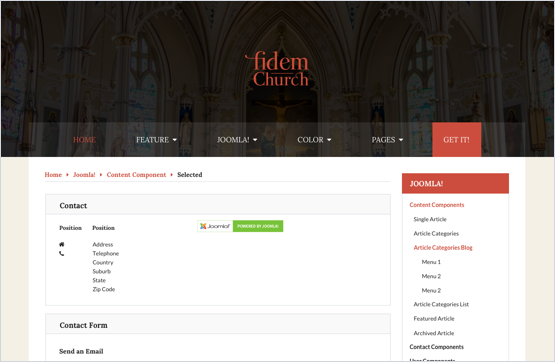 fidem
Church
HOME FEATURE JOOMLA! COLOR PAGES GET IT!
Home Joomla! Content Component Selected
Contact
Position Position
Joomla! POWERED BY JOOMLA!
Address
Telephone
Country
Suburb
State
Zip Code
Contact Form
Send an Email
JOOMLA!
Content Components
Single Article
Article Categories
Article Categories Blog
Menu 1
Menu 2
Menu 2
Article Categories List
Featured Article
Archived Article
Contact Components
Users Components